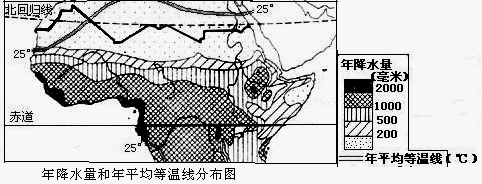 北回归线
25°
25°
赤道
25°
年降水量
(毫米)
2000
1000
500
200
年平均等温线(℃)
年降水量和年平均等温线分布图